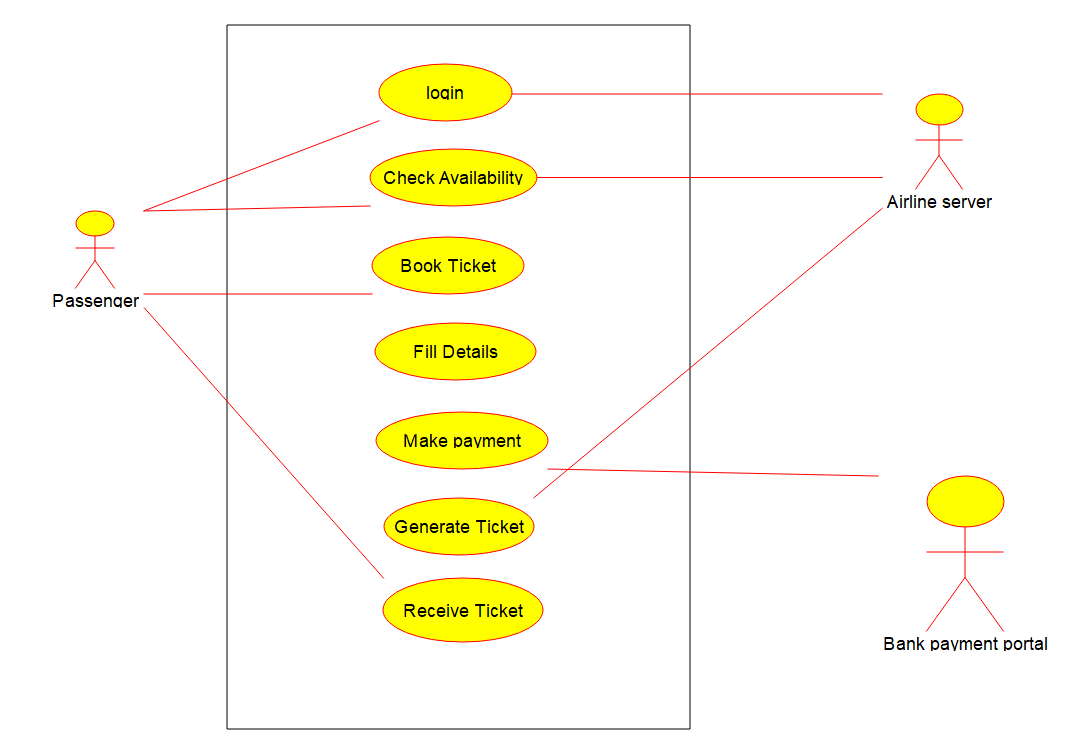 login
Check Availability
Airline server
Book Ticket
Passenger
Fill Details
Make payment
Generate Ticket
Receive Ticket
Bank payment portal